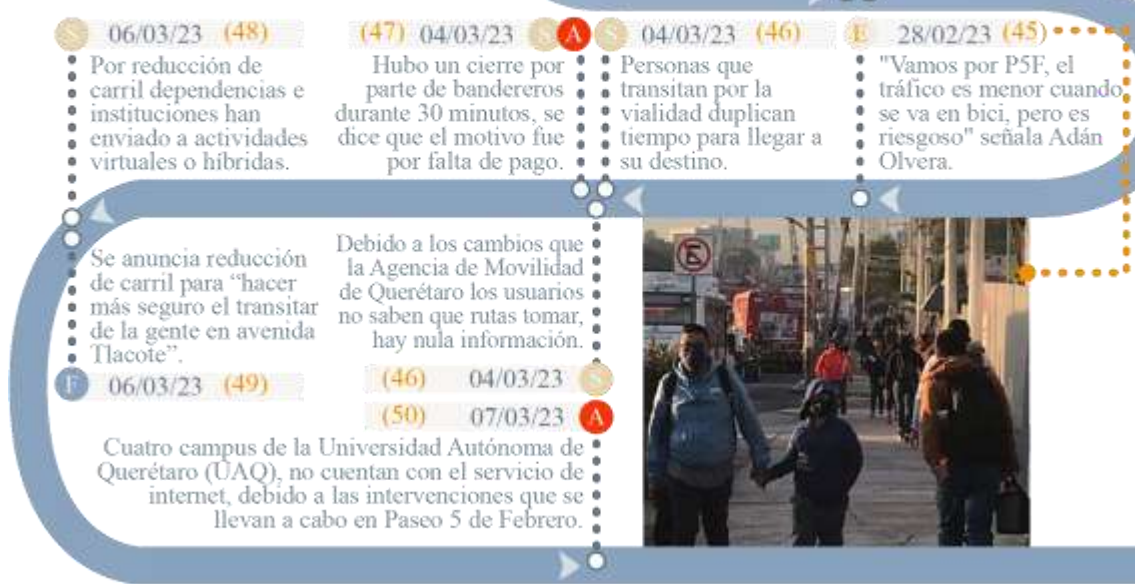 S 06/03/23 (48)
Por reducción de
carril dependencias e
instituciones han
enviado a actividades
virtuales o híbridas.
(47) 04/03/23 S A
Hubo un cierre por
parte de bandereros
durante 30 minutos, se
dice que el motivo fue
por falta de pago.
S 04/03/23 (46)
Personas que
transitan por la
vialidad duplican
tiempo para llegar a
su destino.
E 28/02/23 (45)
"Vamos por P5F, el
tráfico es menor cuando
se va en bici, pero es
riesgoso" señala Adán
Olvera.
Se anuncia reducción
de carril para “hacer
más seguro el transitar
de la gente en avenida
Tlacote”.
F 06/03/23 (49)
Debido a los cambios que
la Agencia de Movilidad
de Querétaro los usuarios
no saben que rutas tomar,
hay nula información.
(46) 04/03/23 S
(50) 07/03/23 A
Cuatro campus de la Universidad Autónoma de
Querétaro (UAQ), no cuentan con el servicio de
internet, debido a las intervenciones que se
llevan a cabo en Paseo 5 de Febrero.